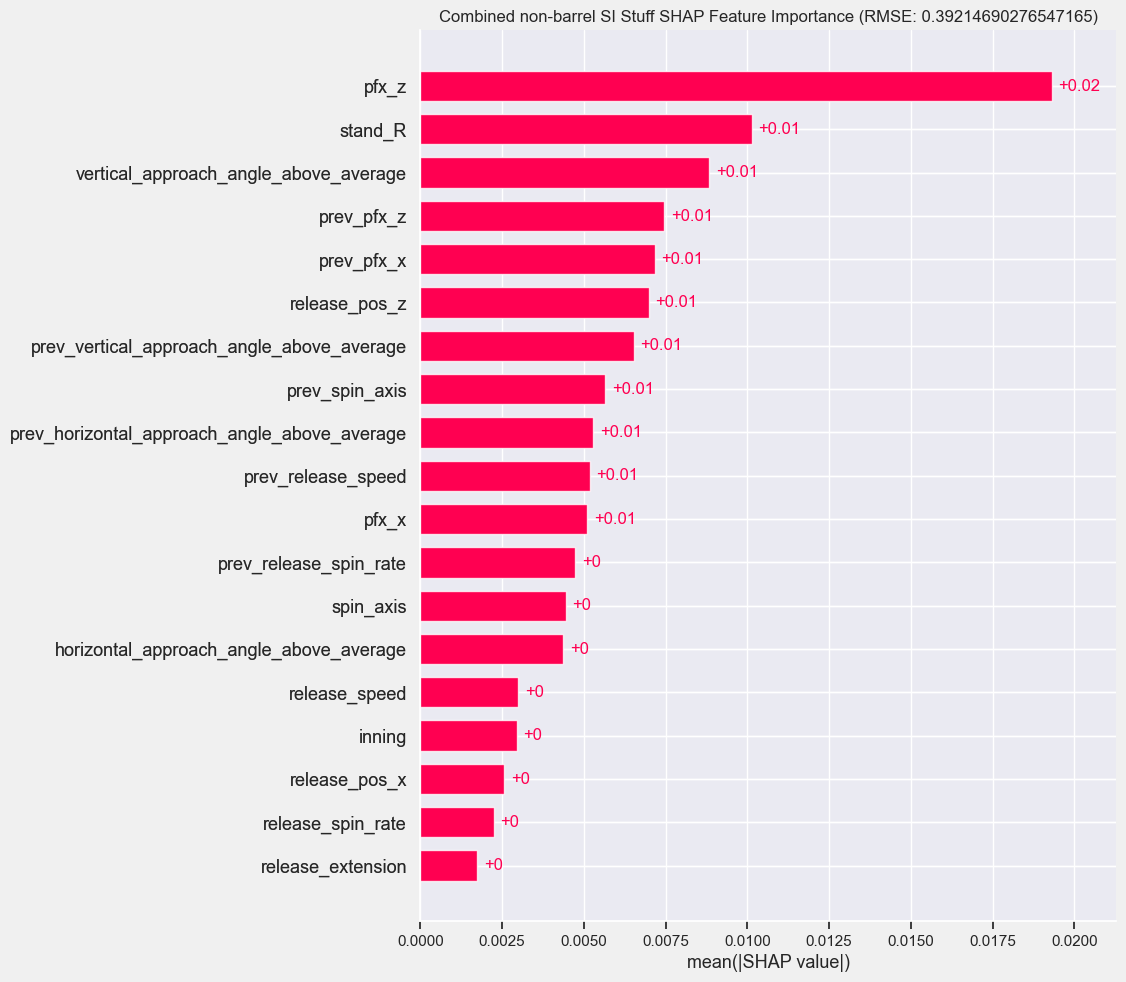 Combined non-barrel SI Stuff SHAP Feature Importance (RMSE: 0.39214690276547165)
pfx_z +0.02
stand_R +0.01
vertical_approach_angle_above_average +0.01
prev_pfx_z +0.01
prev_pfx_x +0.01
release_pos_z +0.01
prev_vertical_approach_angle_above_average +0.01
prev_spin_axis +0.01
prev_horizontal_approach_angle_above_average +0.01
prev_release_speed +0.01
pfx_x +0.01
prev_release_spin_rate +0
spin_axis +0
horizontal_approach_angle_above_average +0
release_speed +0
inning +0
release_pos_x +0
release_spin_rate +0
release_extension +0
0.0000 0.0025 0.0050 0.0075 0.0100 0.0125 0.0150 0.0175 0.0200
mean(|SHAP value|)